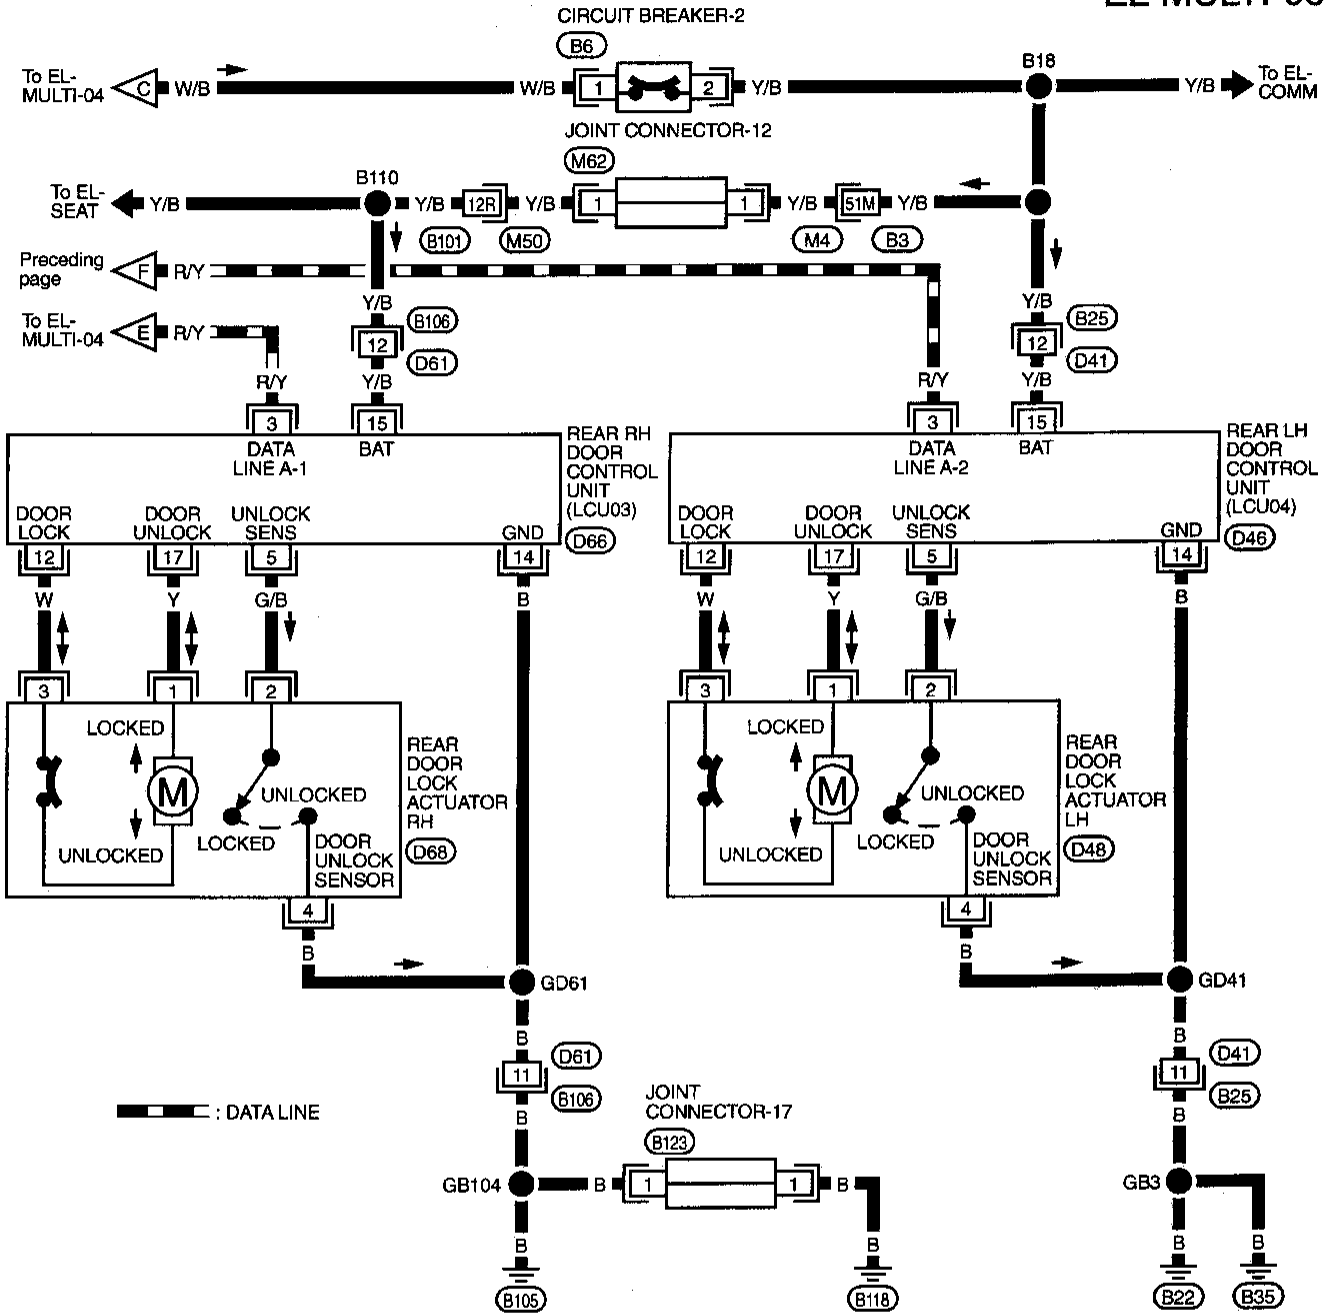 CIRCUIT BREAKER-2
B6
To EL-
MULTI-04
C
W/B
W/B
1
2
Y/B
B18
Y/B
To EL-
COMM
JOINT CONNECTOR-12
M62
B110
To EL-
SEAT
Y/B
Y/B
12R
Y/B
1
1
Y/B
51M
Y/B
B101
M50
M4
B3
Preceding
page
F
R/Y
Y/B
Y/B
B106
B25
To EL-
MULTI-04
E
R/Y
12
12
D61
D41
R/Y
Y/B
R/Y
Y/B
3
15
3
15
DATA
LINE A-1
BAT
DATA
LINE A-2
BAT
REAR RH
DOOR
CONTROL
UNIT
(LCU03)
D66
REAR LH
DOOR
CONTROL
UNIT
(LCU04)
D46
DOOR
LOCK
DOOR
UNLOCK
UNLOCK
SENS
GND
DOOR
LOCK
DOOR
UNLOCK
UNLOCK
SENS
GND
12
17
5
14
12
17
5
14
W
Y
G/B
B
W
Y
G/B
B
3
1
2
3
1
2
LOCKED
M
UNLOCKED
UNLOCKED
LOCKED
DOOR
UNLOCK
SENSOR
REAR
DOOR
LOCK
ACTUATOR
RH
D68
LOCKED
M
UNLOCKED
UNLOCKED
LOCKED
DOOR
UNLOCK
SENSOR
REAR
DOOR
LOCK
ACTUATOR
LH
D48
4
4
B
B
GD61
GD41
B
B
D61
D41
11
11
B106
B25
B
B
: DATA LINE
JOINT
CONNECTOR-17
B123
GB104
B
1
1
B
GB3
B
B
B
B
B105
B118
B22
B35